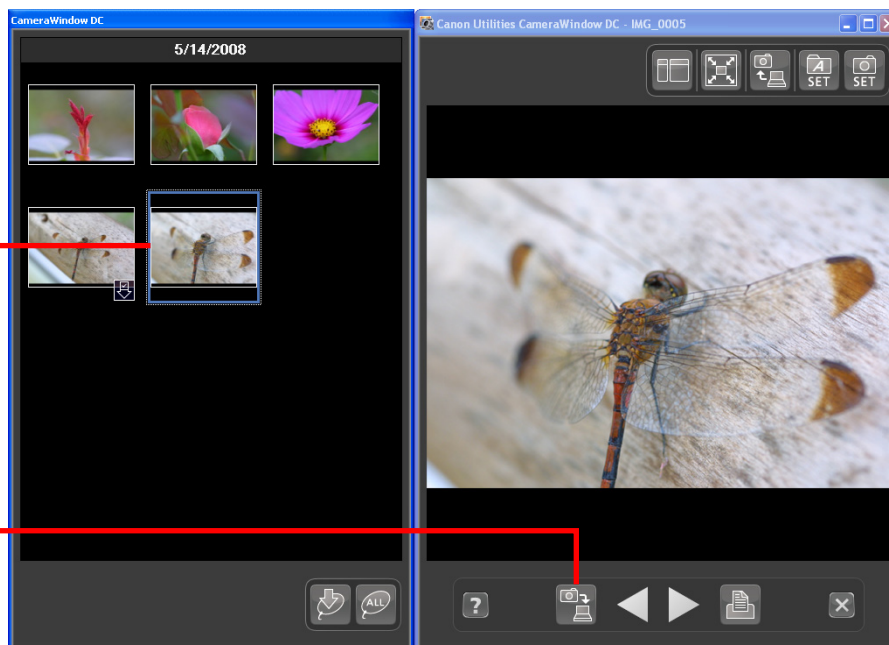 CameraWindow DC
5/14/2008
ALL
Canon Utilities CameraWindow DC - IMG_0005
A
SET
SET
?